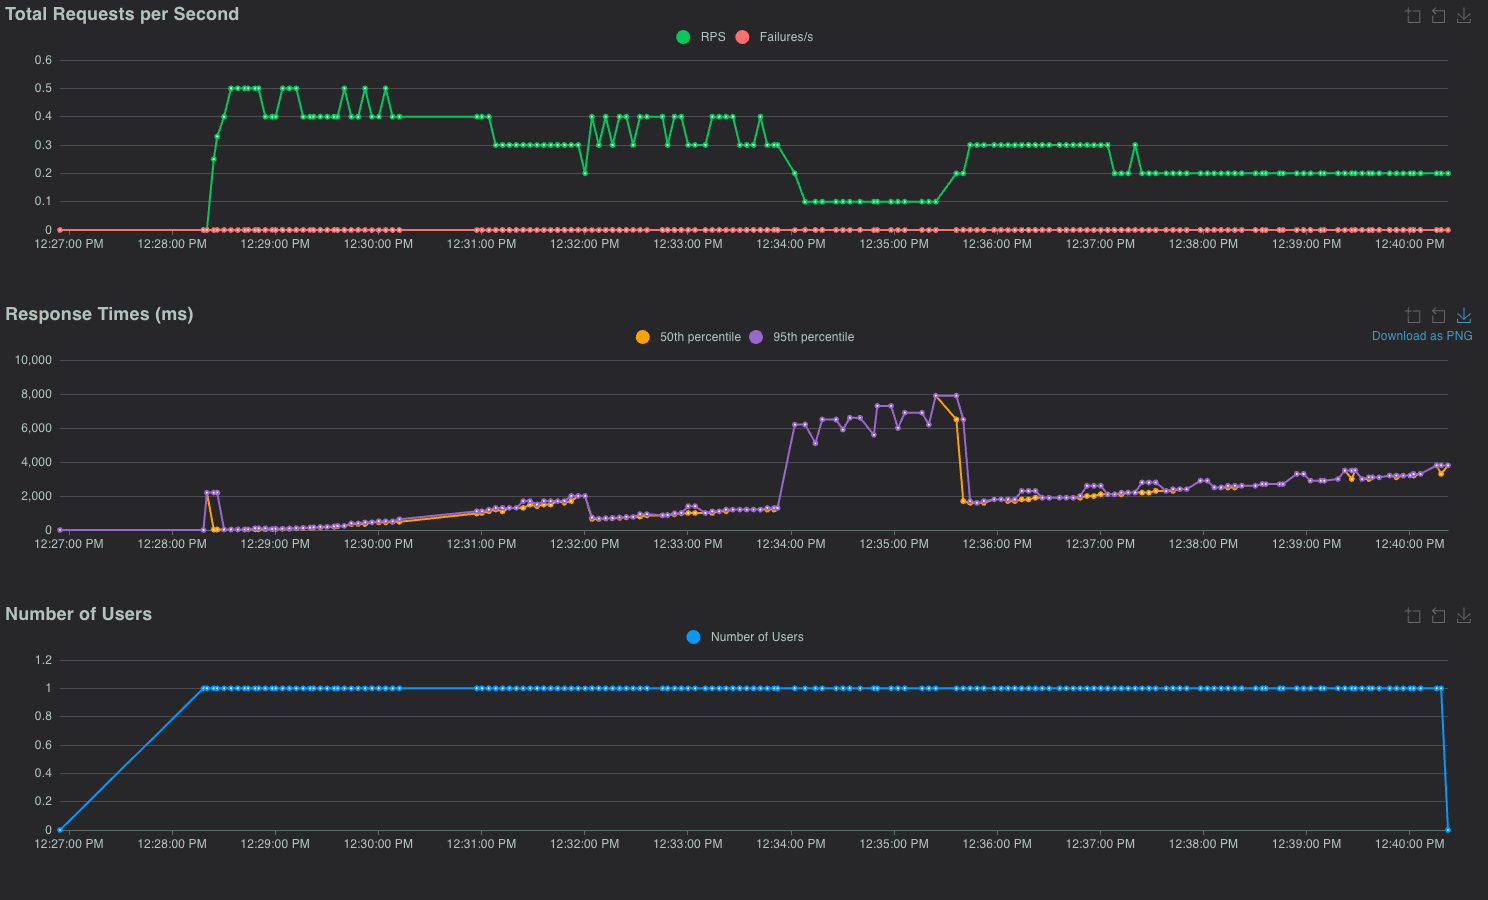 Total Requests per Second
RPS Failures/s
0.6
0.5
0.4
0.3
0.2
0.1
0
12:27:00 PM 12:28:00 PM 12:29:00 PM 12:30:00 PM 12:31:00 PM 12:32:00 PM 12:33:00 PM 12:34:00 PM 12:35:00 PM 12:36:00 PM 12:37:00 PM 12:38:00 PM 12:39:00 PM 12:40:00 PM
Response Times (ms)
50th percentile 95th percentile
Download as PNG
10,000
8,000
6,000
4,000
2,000
0
12:27:00 PM 12:28:00 PM 12:29:00 PM 12:30:00 PM 12:31:00 PM 12:32:00 PM 12:33:00 PM 12:34:00 PM 12:35:00 PM 12:36:00 PM 12:37:00 PM 12:38:00 PM 12:39:00 PM 12:40:00 PM
Number of Users
Number of Users
1.2
1
0.8
0.6
0.4
0.2
0
12:27:00 PM 12:28:00 PM 12:29:00 PM 12:30:00 PM 12:31:00 PM 12:32:00 PM 12:33:00 PM 12:34:00 PM 12:35:00 PM 12:36:00 PM 12:37:00 PM 12:38:00 PM 12:39:00 PM 12:40:00 PM